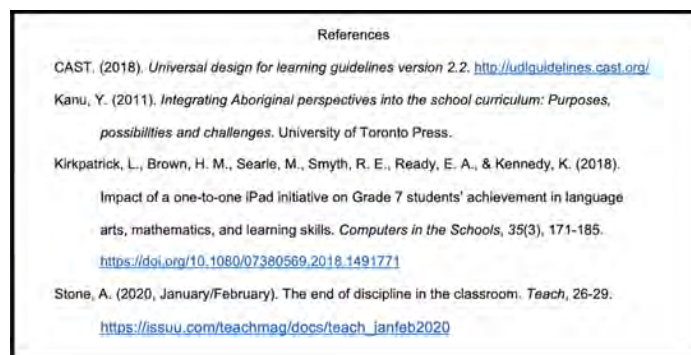 References
CAST. (2018). Universal design for learning guidelines version 2.2. http://udlguidelines.cast.org/
Kanu, Y. (2011). Integrating Aboriginal perspectives into the school curriculum: Purposes,
possibilities and challenges. University of Toronto Press.
Kirkpatrick, L., Brown, H. M., Searle, M., Smyth, R. E., Ready, E. A., & Kennedy, K. (2018).
Impact of a one-to-one iPad initiative on Grade 7 students' achievement in language
arts, mathematics, and learning skills. Computers in the Schools, 35(3), 171-185.
https://doi.org/10.1080/07380569.2018.1491771
Stone, A. (2020, January/February). The end of discipline in the classroom. Teach, 26-29.
https://issuu.com/teachmag/docs/teach_janfeb2020